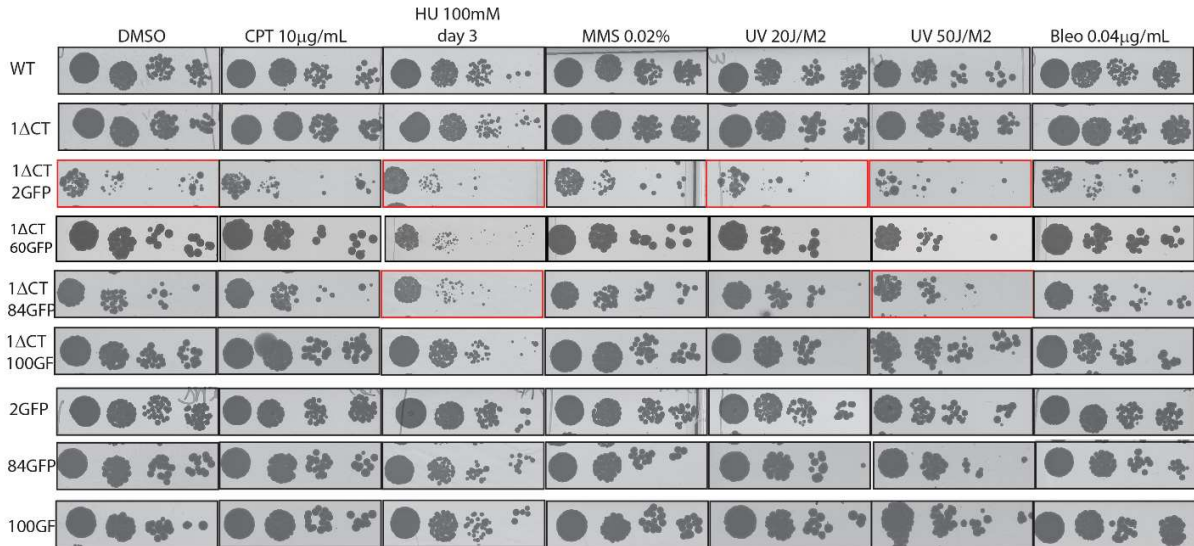 HU 100mM
DMSO CPT 10μg/mL day 3 MMS 0.02% UV 20J/M2 UV 50J/M2 Bleo 0.04μg/mL
WT
1ΔCT
1ΔCT
2GFP
1ΔCT
60GFP
1ΔCT
84GFP
1ΔCT
100GF
2GFP
84GFP
100GF